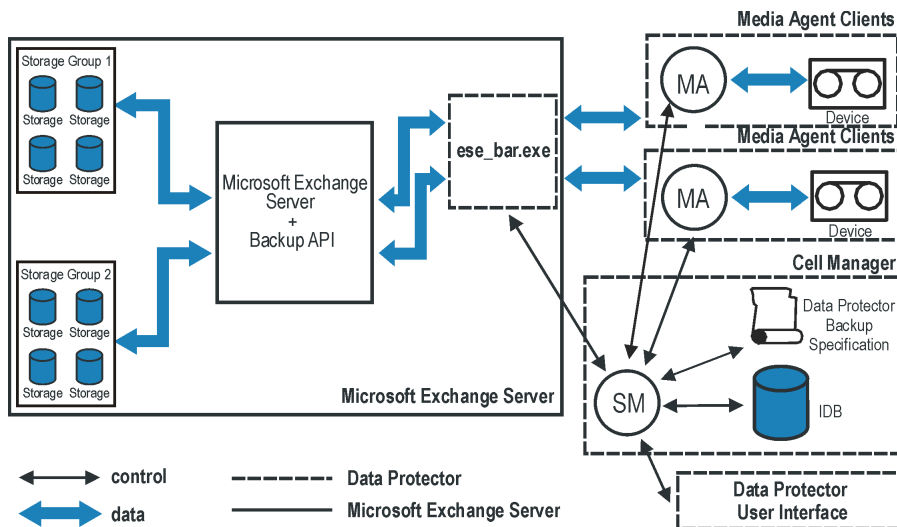 Media Agent Clients
Storage Group 1
Storage Storage
Storage Storage
MA
Device
Media Agent Clients
ese_bar.exe
Microsoft Exchange
Server
+
Backup API
MA
Device
Cell Manager
Storage Group 2
Storage Storage
Storage Storage
Data Protector
Backup
Specification
SM
IDB
Microsoft Exchange Server
control
Data Protector
data
Microsoft Exchange Server
Data Protector
User Interface